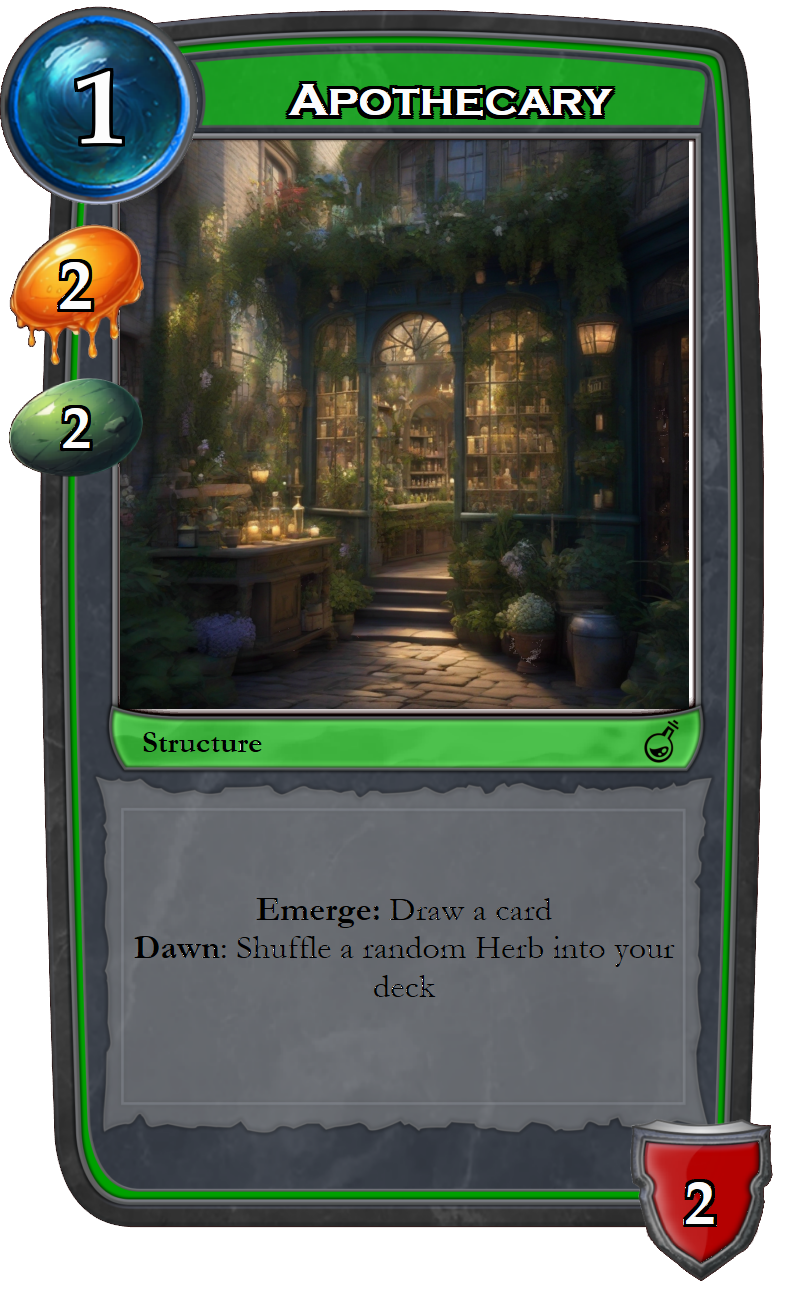 1
Apothecary
2
2
Structure
Emerge: Draw a card
Dawn: Shuffle a random Herb into your
deck
2